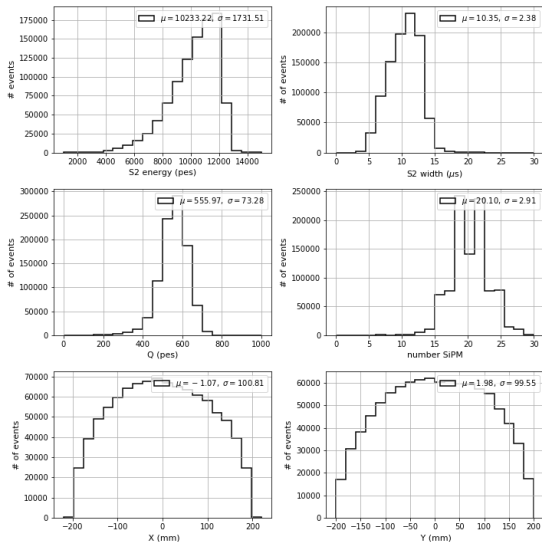 μ = 10233.22, σ = 1731.51
175000
150000
125000
100000
75000
50000
25000
0
# of events
2000 4000 6000 8000 10000 12000 14000
S2 energy (pes)
μ = 10.35, σ = 2.38
200000
150000
100000
50000
0
# of events
0 5 10 15 20 25 30
S2 width (μs)
μ = 555.97, σ = 73.28
300000
250000
200000
150000
100000
50000
0
# of events
0 200 400 600 800 1000
Q (pes)
μ = 20.10, σ = 2.91
250000
200000
150000
100000
50000
0
# of events
0 5 10 15 20 25 30
number SiPM
μ = −1.07, σ = 100.81
70000
60000
50000
40000
30000
20000
10000
0
# of events
−200 −100 0 100 200
X (mm)
μ = 1.98, σ = 99.55
60000
50000
40000
30000
20000
10000
0
# of events
−200 −150 −100 −50 0 50 100 150 200
Y (mm)